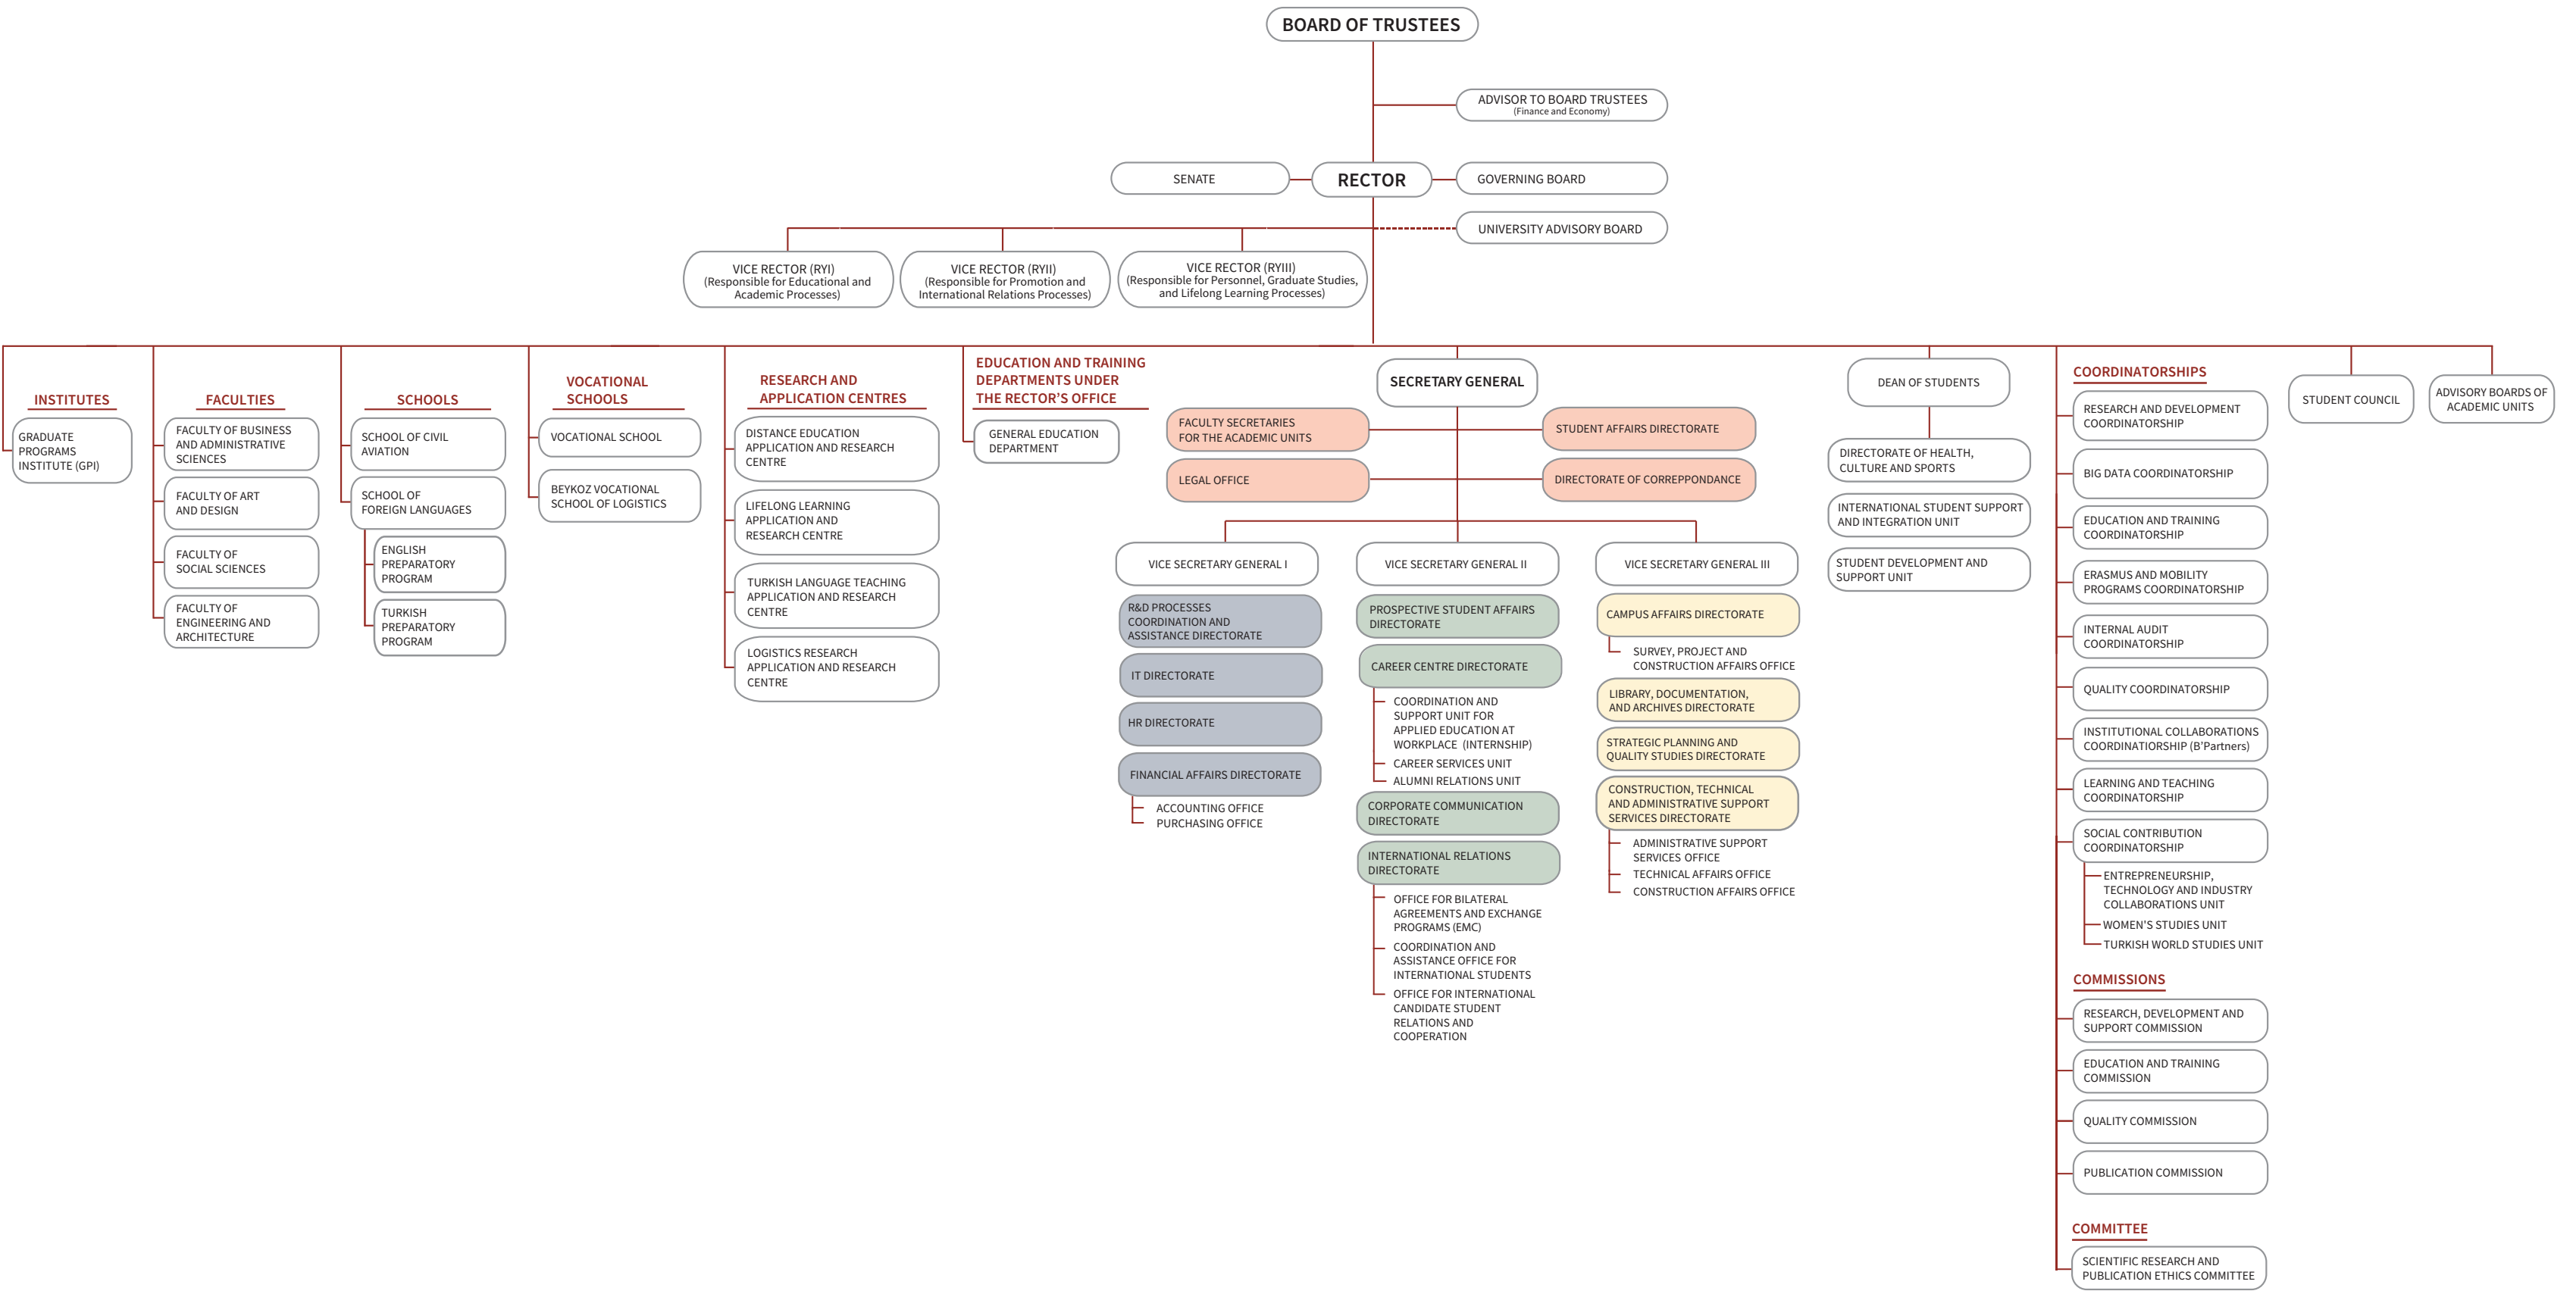 BOARD OF TRUSTEES
ADVISOR TO BOARD TRUSTEES
(Finance and Economy)
SENATE
RECTOR
GOVERNING BOARD
UNIVERSITY ADVISORY BOARD
VICE RECTOR (RYI)
(Responsible for Educational and
Academic Processes)
VICE RECTOR (RYII)
(Responsible for Promotion and
International Relations Processes)
VICE RECTOR (RYIII)
(Responsible for Personnel, Graduate Studies,
and Lifelong Learning Processes)
INSTITUTES
GRADUATE
PROGRAMS
INSTITUTE (GPI)
FACULTIES
FACULTY OF BUSINESS
AND ADMINISTRATIVE
SCIENCES
FACULTY OF ART
AND DESIGN
FACULTY OF
SOCIAL SCIENCES
FACULTY OF
ENGINEERING AND
ARCHITECTURE
SCHOOLS
SCHOOL OF CIVIL
AVIATION
SCHOOL OF
FOREIGN LANGUAGES
ENGLISH
PREPARATORY
PROGRAM
TURKISH
PREPARATORY
PROGRAM
VOCATIONAL
SCHOOLS
VOCATIONAL SCHOOL
BEYKOZ VOCATIONAL
SCHOOL OF LOGISTICS
RESEARCH AND
APPLICATION CENTRES
DISTANCE EDUCATION
APPLICATION AND RESEARCH
CENTRE
LIFELONG LEARNING
APPLICATION AND
RESEARCH CENTRE
TURKISH LANGUAGE TEACHING
APPLICATION AND RESEARCH
CENTRE
LOGISTICS RESEARCH
APPLICATION AND RESEARCH
CENTRE
EDUCATION AND TRAINING
DEPARTMENTS UNDER
THE RECTOR'S OFFICE
GENERAL EDUCATION
DEPARTMENT
SECRETARY GENERAL
FACULTY SECRETARIES
FOR THE ACADEMIC UNITS
STUDENT AFFAIRS DIRECTORATE
LEGAL OFFICE
DIRECTORATE OF CORREPPONDANCE
VICE SECRETARY GENERAL I
R&D PROCESSES
COORDINATION AND
ASSISTANCE DIRECTORATE
IT DIRECTORATE
HR DIRECTORATE
FINANCIAL AFFAIRS DIRECTORATE
ACCOUNTING OFFICE
PURCHASING OFFICE
VICE SECRETARY GENERAL II
PROSPECTIVE STUDENT AFFAIRS
DIRECTORATE
CAREER CENTRE DIRECTORATE
COORDINATION AND
SUPPORT UNIT FOR
APPLIED EDUCATION AT
WORKPLACE (INTERNSHIP)
CAREER SERVICES UNIT
ALUMNI RELATIONS UNIT
CORPORATE COMMUNICATION
DIRECTORATE
INTERNATIONAL RELATIONS
DIRECTORATE
OFFICE FOR BILATERAL
AGREEMENTS AND EXCHANGE
PROGRAMS (EMC)
COORDINATION AND
ASSISTANCE OFFICE FOR
INTERNATIONAL STUDENTS
OFFICE FOR INTERNATIONAL
CANDIDATE STUDENT
RELATIONS AND
COOPERATION
VICE SECRETARY GENERAL III
CAMPUS AFFAIRS DIRECTORATE
SURVEY, PROJECT AND
CONSTRUCTION AFFAIRS OFFICE
LIBRARY, DOCUMENTATION,
AND ARCHIVES DIRECTORATE
STRATEGIC PLANNING AND
QUALITY STUDIES DIRECTORATE
CONSTRUCTION, TECHNICAL
AND ADMINISTRATIVE SUPPORT
SERVICES DIRECTORATE
ADMINISTRATIVE SUPPORT
SERVICES OFFICE
TECHNICAL AFFAIRS OFFICE
CONSTRUCTION AFFAIRS OFFICE
DEAN OF STUDENTS
DIRECTORATE OF HEALTH,
CULTURE AND SPORTS
INTERNATIONAL STUDENT SUPPORT
AND INTEGRATION UNIT
STUDENT DEVELOPMENT AND
SUPPORT UNIT
COORDINATORSHIPS
RESEARCH AND DEVELOPMENT
COORDINATORSHIP
BIG DATA COORDINATORSHIP
EDUCATION AND TRAINING
COORDINATORSHIP
ERASMUS AND MOBILITY
PROGRAMS COORDINATORSHIP
INTERNAL AUDIT
COORDINATORSHIP
QUALITY COORDINATORSHIP
INSTITUTIONAL COLLABORATIONS
COORDINATIORSHIP (B'Partners)
LEARNING AND TEACHING
COORDINATORSHIP
SOCIAL CONTRIBUTION
COORDINATORSHIP
ENTREPRENEURSHIP,
TECHNOLOGY AND INDUSTRY
COLLABORATIONS UNIT
WOMEN'S STUDIES UNIT
TURKISH WORLD STUDIES UNIT
COMMISSIONS
RESEARCH, DEVELOPMENT AND
SUPPORT COMMISSION
EDUCATION AND TRAINING
COMMISSION
QUALITY COMMISSION
PUBLICATION COMMISSION
COMMITTEE
SCIENTIFIC RESEARCH AND
PUBLICATION ETHICS COMMITTEE
STUDENT COUNCIL
ADVISORY BOARDS OF
ACADEMIC UNITS